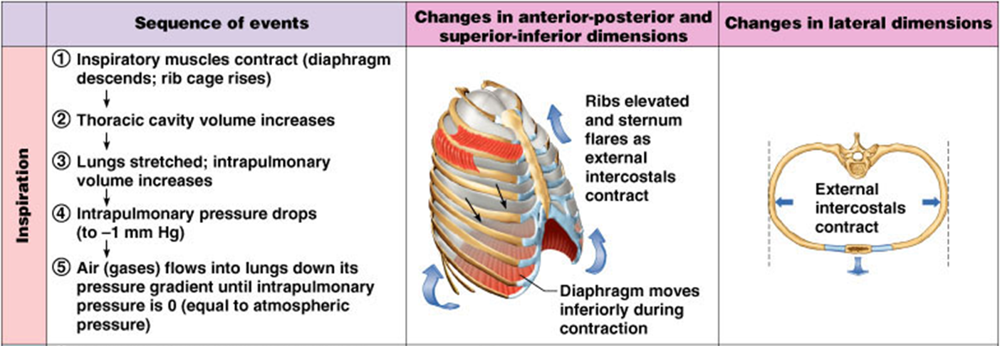 Sequence of events
Changes in anterior-posterior and
superior-inferior dimensions
Changes in lateral dimensions
Inspiration
① Inspiratory muscles contract (diaphragm
descends; rib cage rises)
② Thoracic cavity volume increases
③ Lungs stretched; intrapulmonary
volume increases
④ Intrapulmonary pressure drops
(to –1 mm Hg)
⑤ Air (gases) flows into lungs down its
pressure gradient until intrapulmonary
pressure is 0 (equal to atmospheric
pressure)
Ribs elevated
and sternum
flares as
external
intercostals
contract
Diaphragm moves
inferiorly during
contraction
External
intercostals
contract